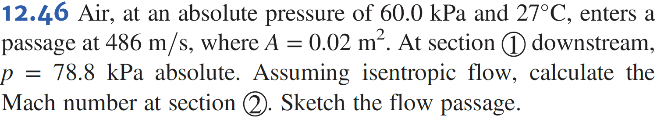 12.46 Air, at an absolute pressure of 60.0 kPa and 27°C, enters a
passage at 486 m/s, where A = 0.02 m². At section ① downstream,
p = 78.8 kPa absolute. Assuming isentropic flow, calculate the
Mach number at section ②. Sketch the flow passage.